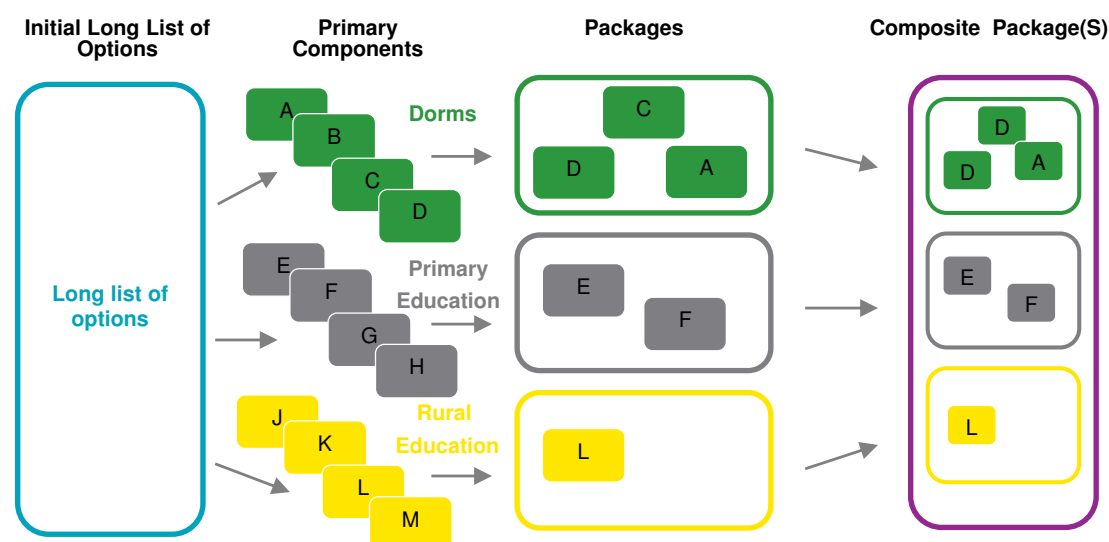 Initial Long List of
Options
Primary
Components
Packages
Composite Package(S)
Long list of
options
A
B
C
D
Dorms
C
D
A
D
D
A
E
F
G
H
Primary
Education
E
F
E
F
J
K
L
M
Rural
Education
L
L